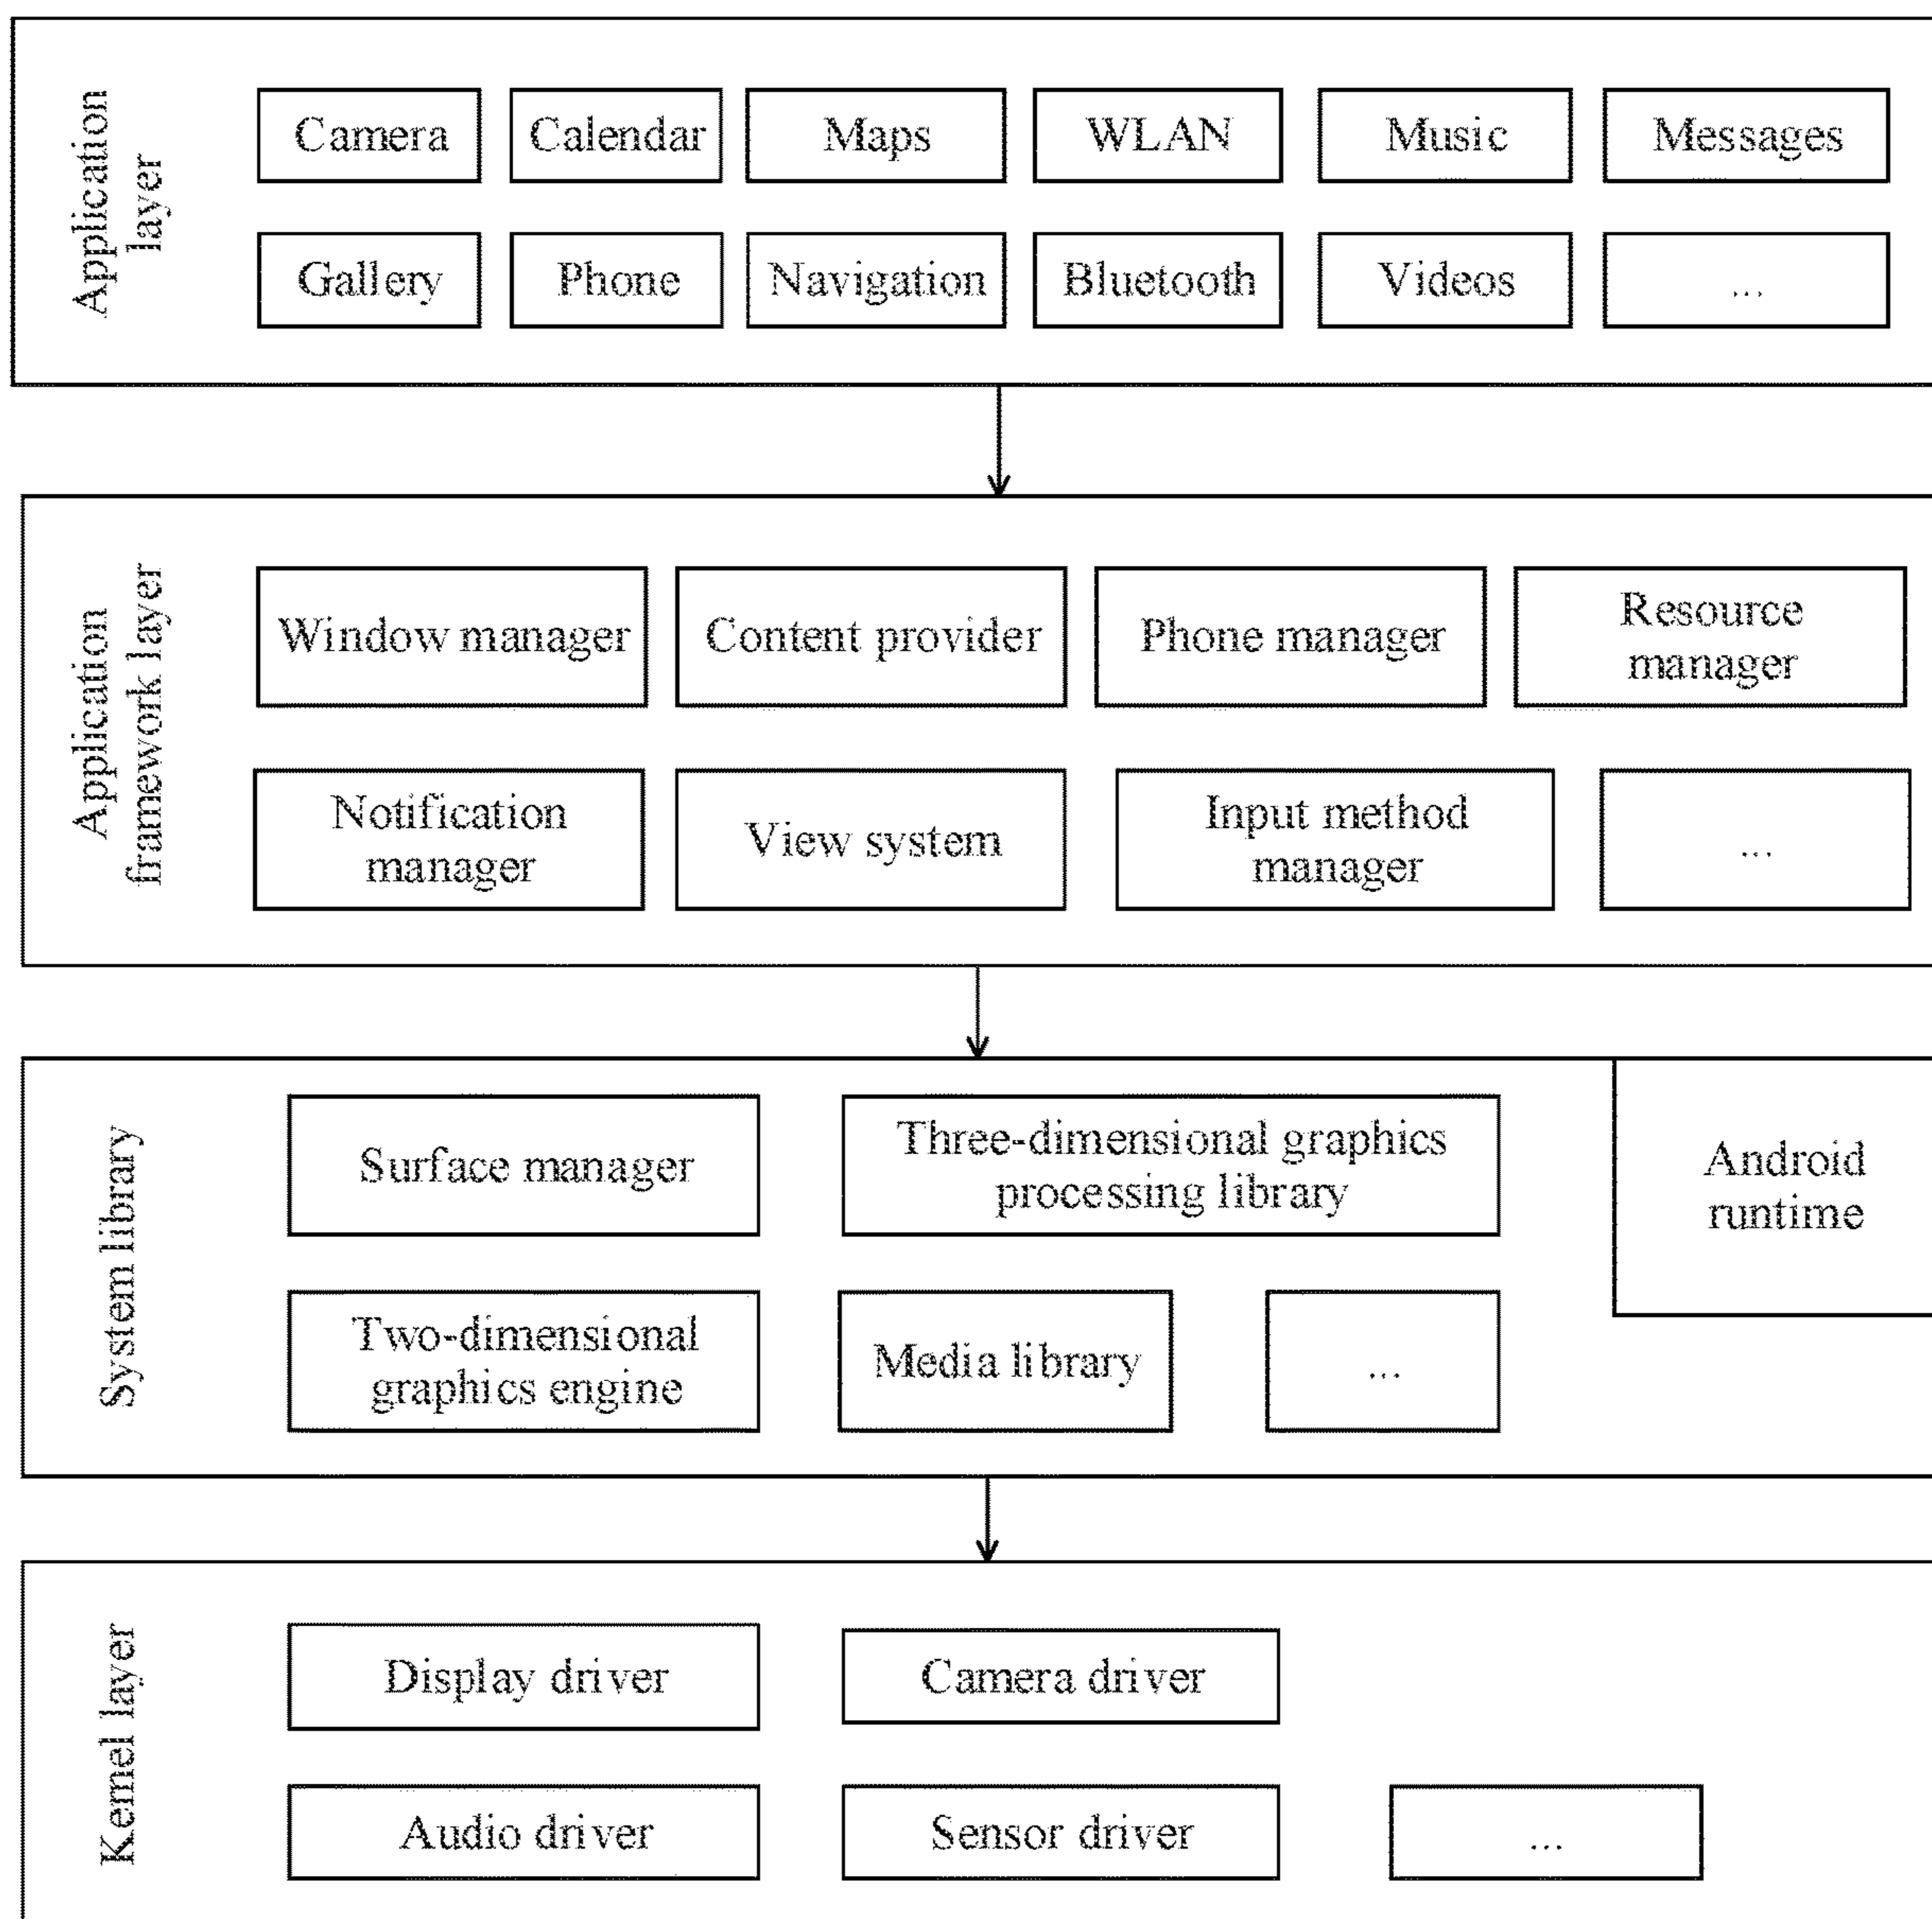 Application
layer
Camera
Calendar
Maps
WLAN
Music
Messages
Gallery
Phone
Navigation
Bluetooth
Videos
...
Application
framework layer
Window manager
Content provider
Phone manager
Resource
manager
Notification
manager
View system
Input method
manager
...
System library
Surface manager
Three-dimensional graphics
processing library
Android
runtime
Two-dimensional
graphics engine
Media library
...
Kernel layer
Display driver
Camera driver
Audio driver
Sensor driver
...